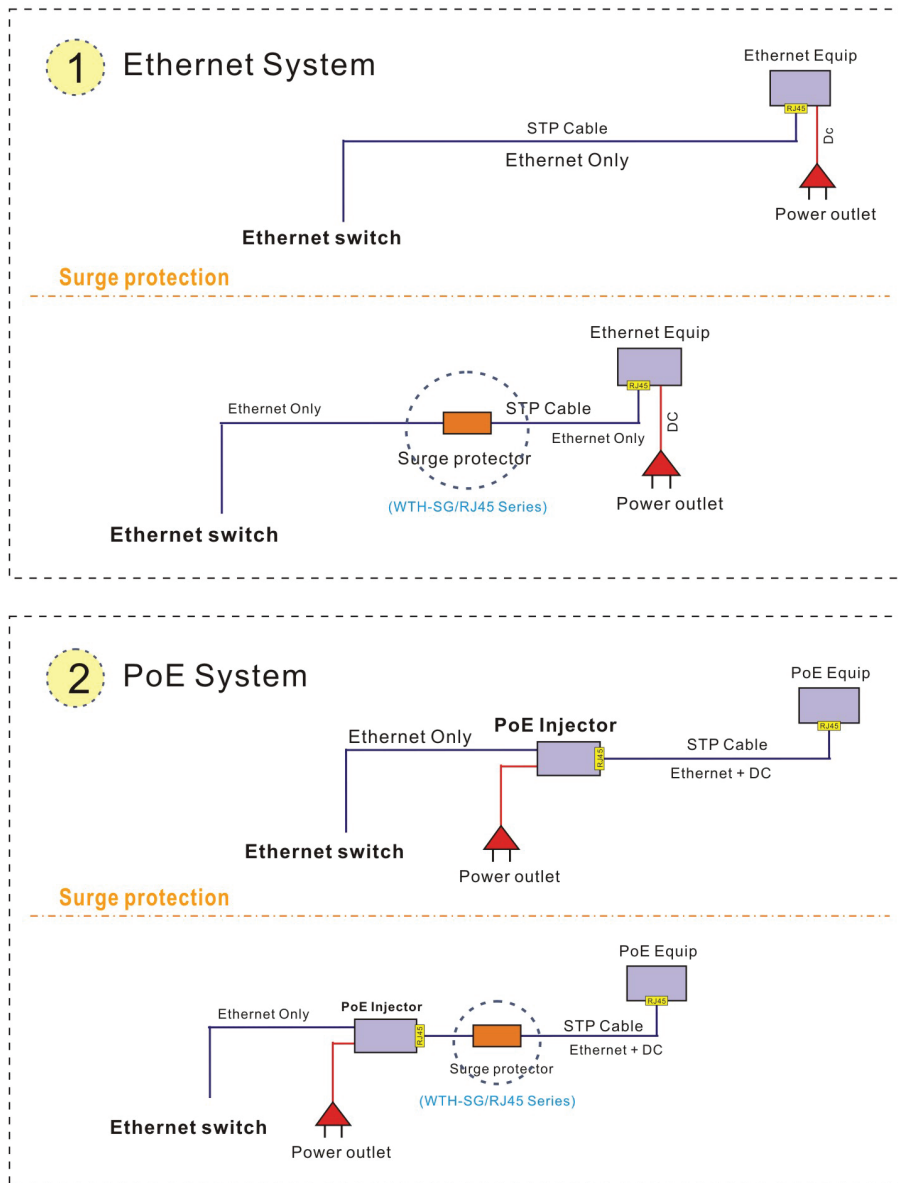 1 Ethernet System
Ethernet Equip
RJ45
STP Cable
Dc
Ethernet Only
Power outlet
Ethernet switch
Surge protection
Ethernet Equip
RJ45
Ethernet Only
STP Cable
DC
Ethernet Only
Surge protector
Power outlet
(WTH-SG/RJ45 Series)
Ethernet switch
2 PoE System
PoE Equip
RJ45
PoE Injector
Ethernet Only
RJ45
STP Cable
Ethernet + DC
Ethernet switch
Power outlet
Surge protection
PoE Equip
RJ45
PoE Injector
Ethernet Only
RJ45
STP Cable
Ethernet + DC
Surge protector
(WTH-SG/RJ45 Series)
Ethernet switch
Power outlet